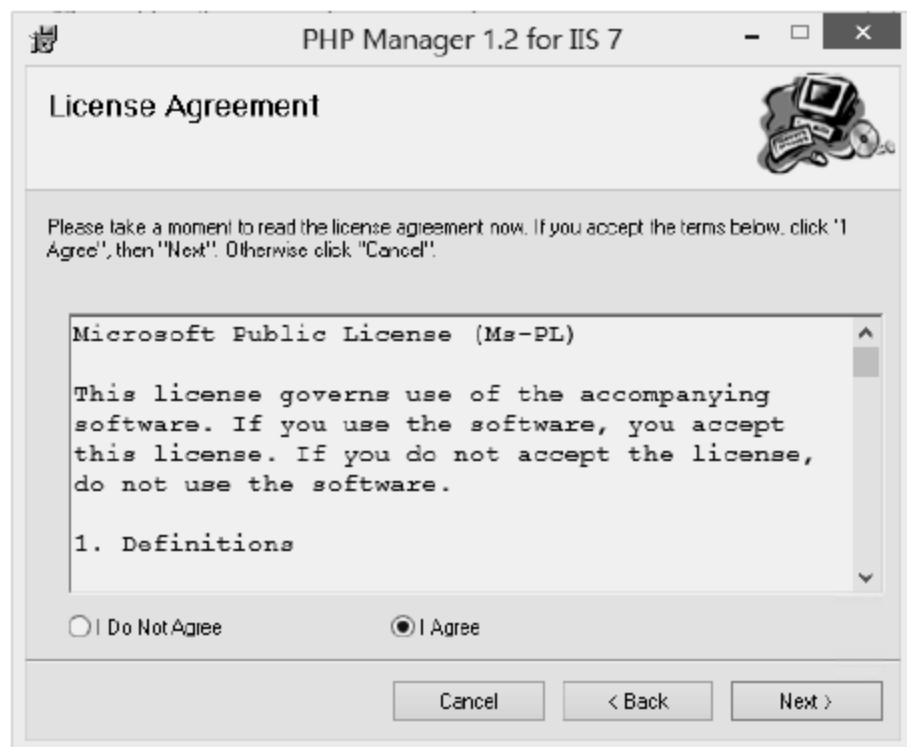 PHP Manager 1.2 for IIS 7
License Agreement
Please take a moment to read the license agreement now. If you accept the terms below, click "I
Agree", then "Next". Otherwise click "Cancel".
Microsoft Public License (Ms-PL)
This license governs use of the accompanying
software. If you use the software, you accept
this license. If you do not accept the license,
do not use the software.
1. Definitions
I Do Not Agree
I Agree
Cancel
< Back
Next >